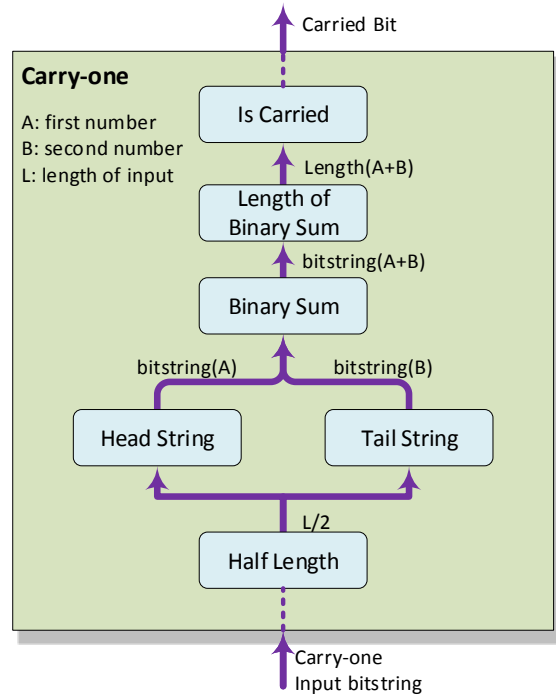 Carried Bit
Carry-one
A: first number
B: second number
L: length of input
Is Carried
Length(A+B)
Length of
Binary Sum
bitstring(A+B)
Binary Sum
bitstring(A)
bitstring(B)
Head String
Tail String
L/2
Half Length
Carry-one
Input bitstring